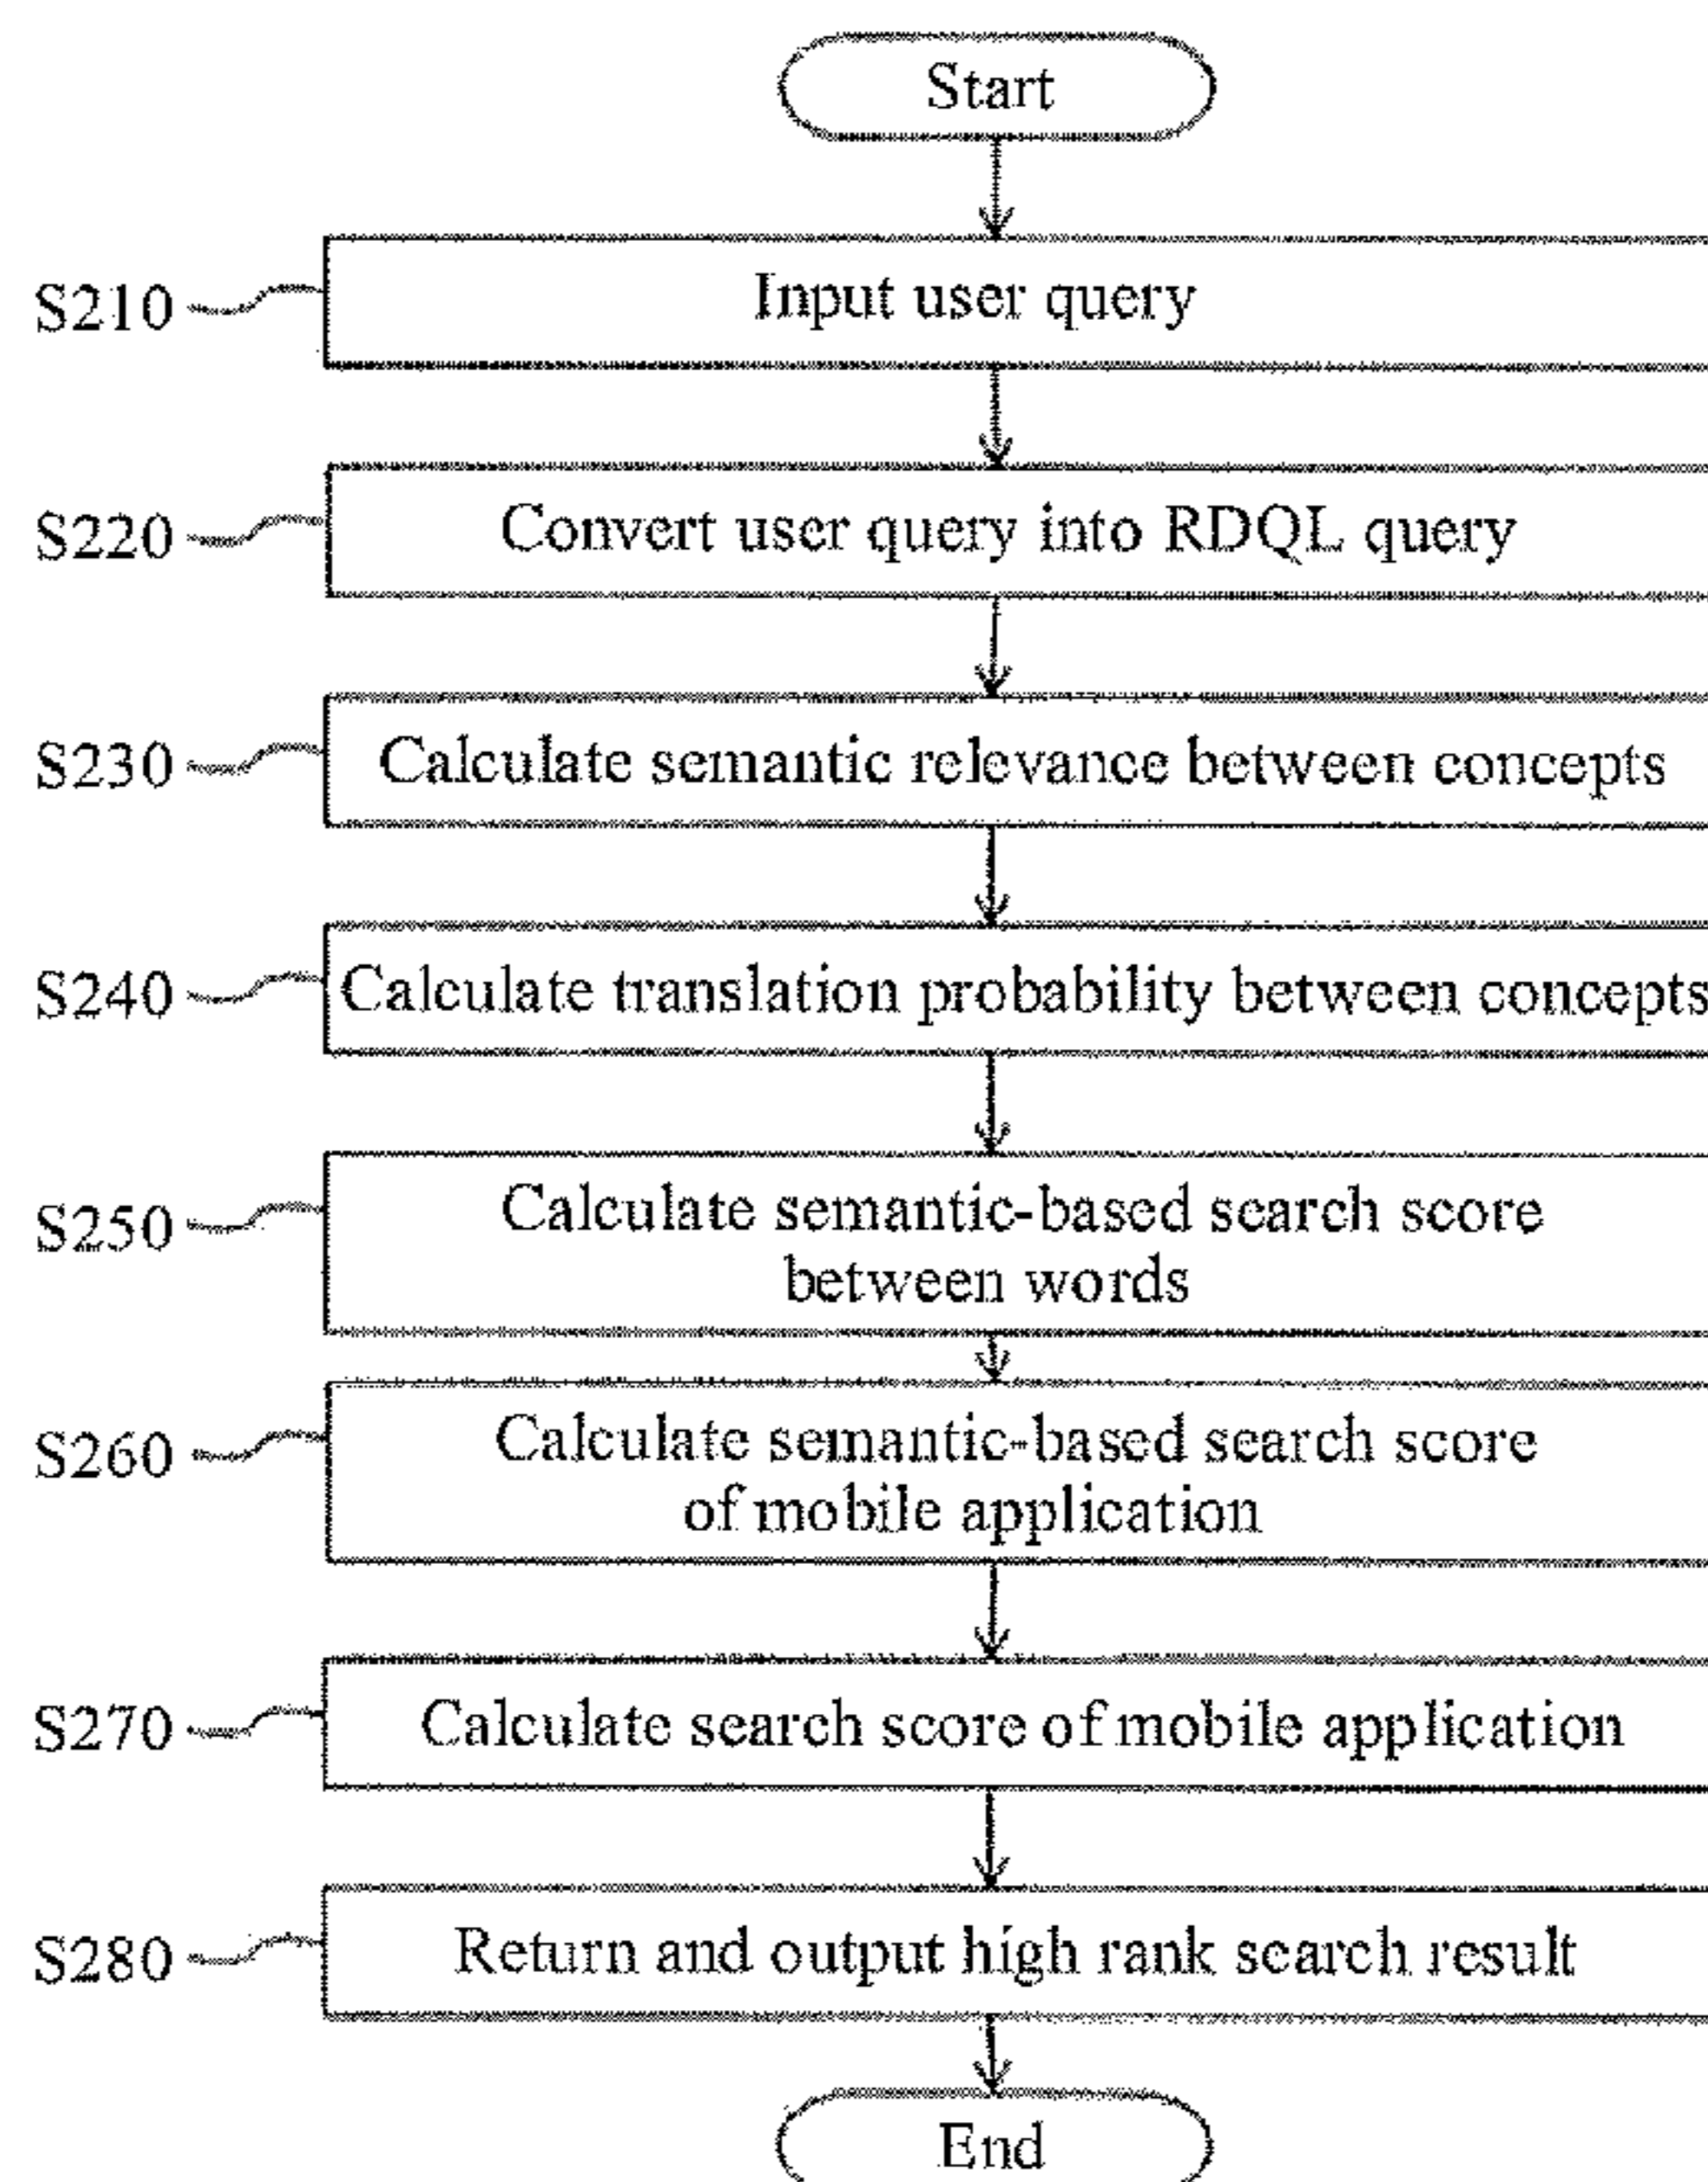 Start
S210
Input user query
S220
Convert user query into RDQL query
S230
Calculate semantic relevance between concepts
S240
Calculate translation probability between concepts
S250
Calculate semantic-based search score
between words
S260
Calculate semantic-based search score
of mobile application
S270
Calculate search score of mobile application
S280
Return and output high rank search result
End